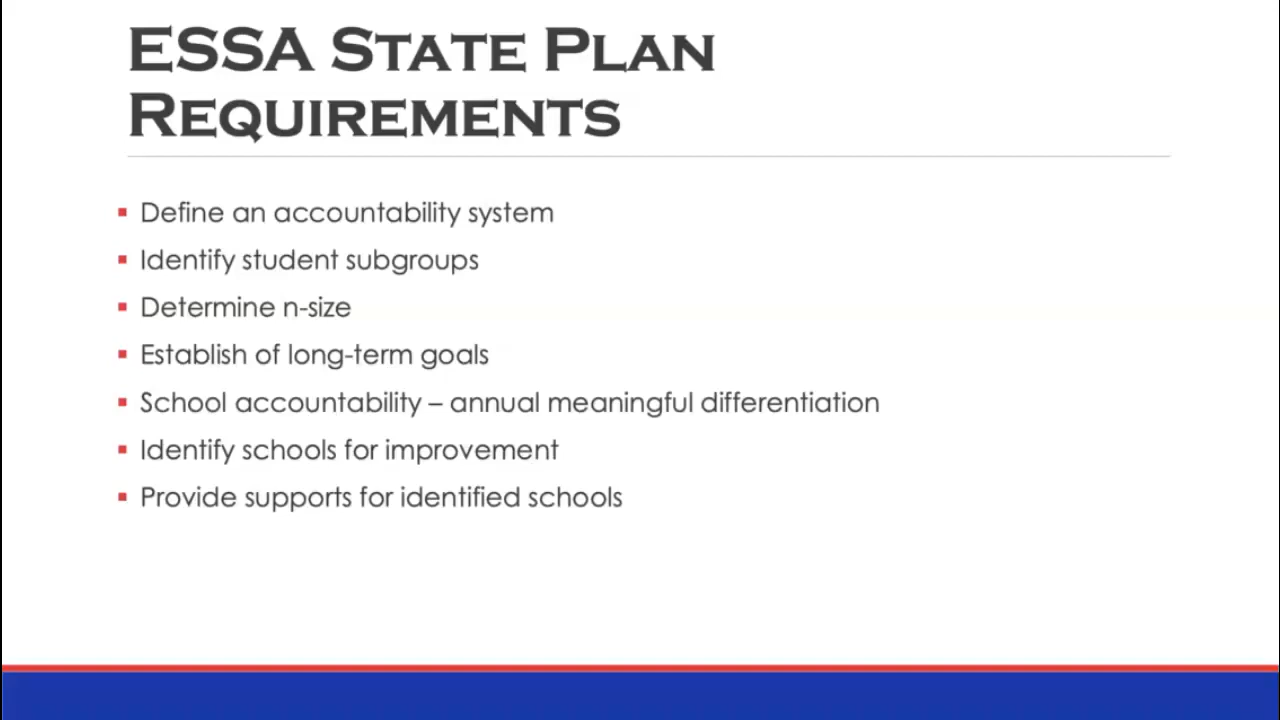 ESSA State Plan
Requirements
Define an accountability system
Identify student subgroups
Determine n-size
Establish of long-term goals
School accountability – annual meaningful differentiation
Identify schools for improvement
Provide supports for identified schools